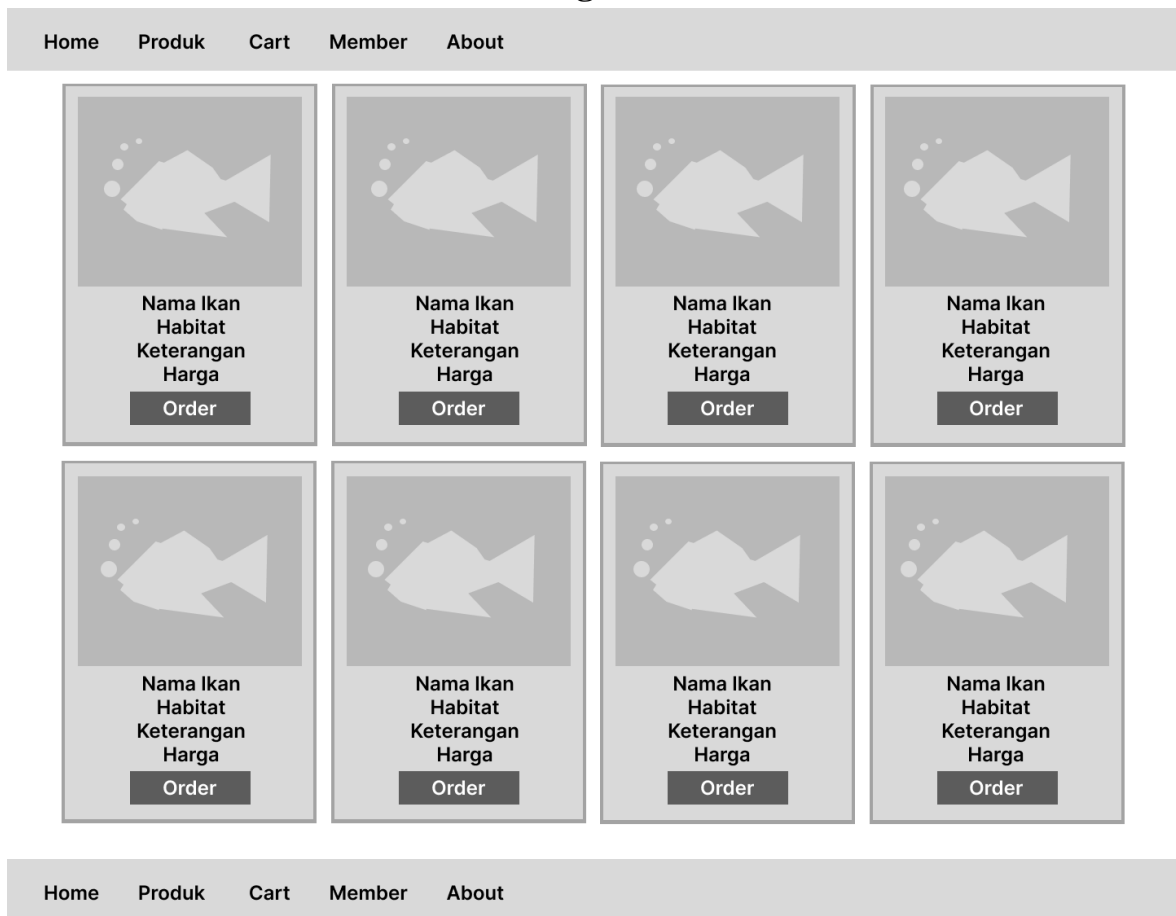 Home Produk Cart Member About
Nama Ikan Nama Ikan Nama Ikan Nama Ikan
Habitat Habitat Habitat Habitat
Keterangan Keterangan Keterangan Keterangan
Harga Harga Harga Harga
Order Order Order Order
Nama Ikan Nama Ikan Nama Ikan Nama Ikan
Habitat Habitat Habitat Habitat
Keterangan Keterangan Keterangan Keterangan
Harga Harga Harga Harga
Order Order Order Order
Home Produk Cart Member About